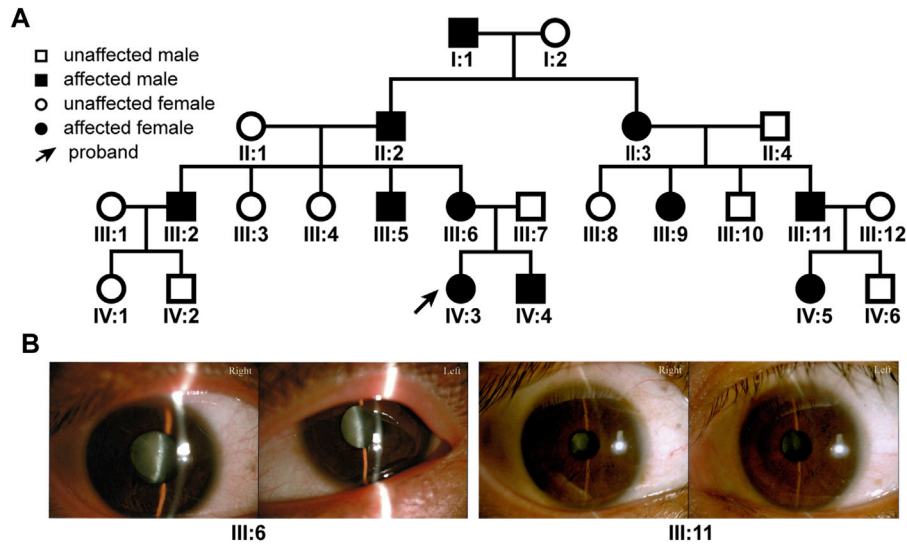 A
unaffected male
affected male
unaffected female
affected female
proband
I:1 I:2
II:1 II:2 II:3 II:4
III:1 III:2 III:3 III:4 III:5 III:6 III:7 III:8 III:9 III:10 III:11 III:12
IV:1 IV:2 IV:3 IV:4 IV:5 IV:6
B
Right Left Right Left
III:6 III:11